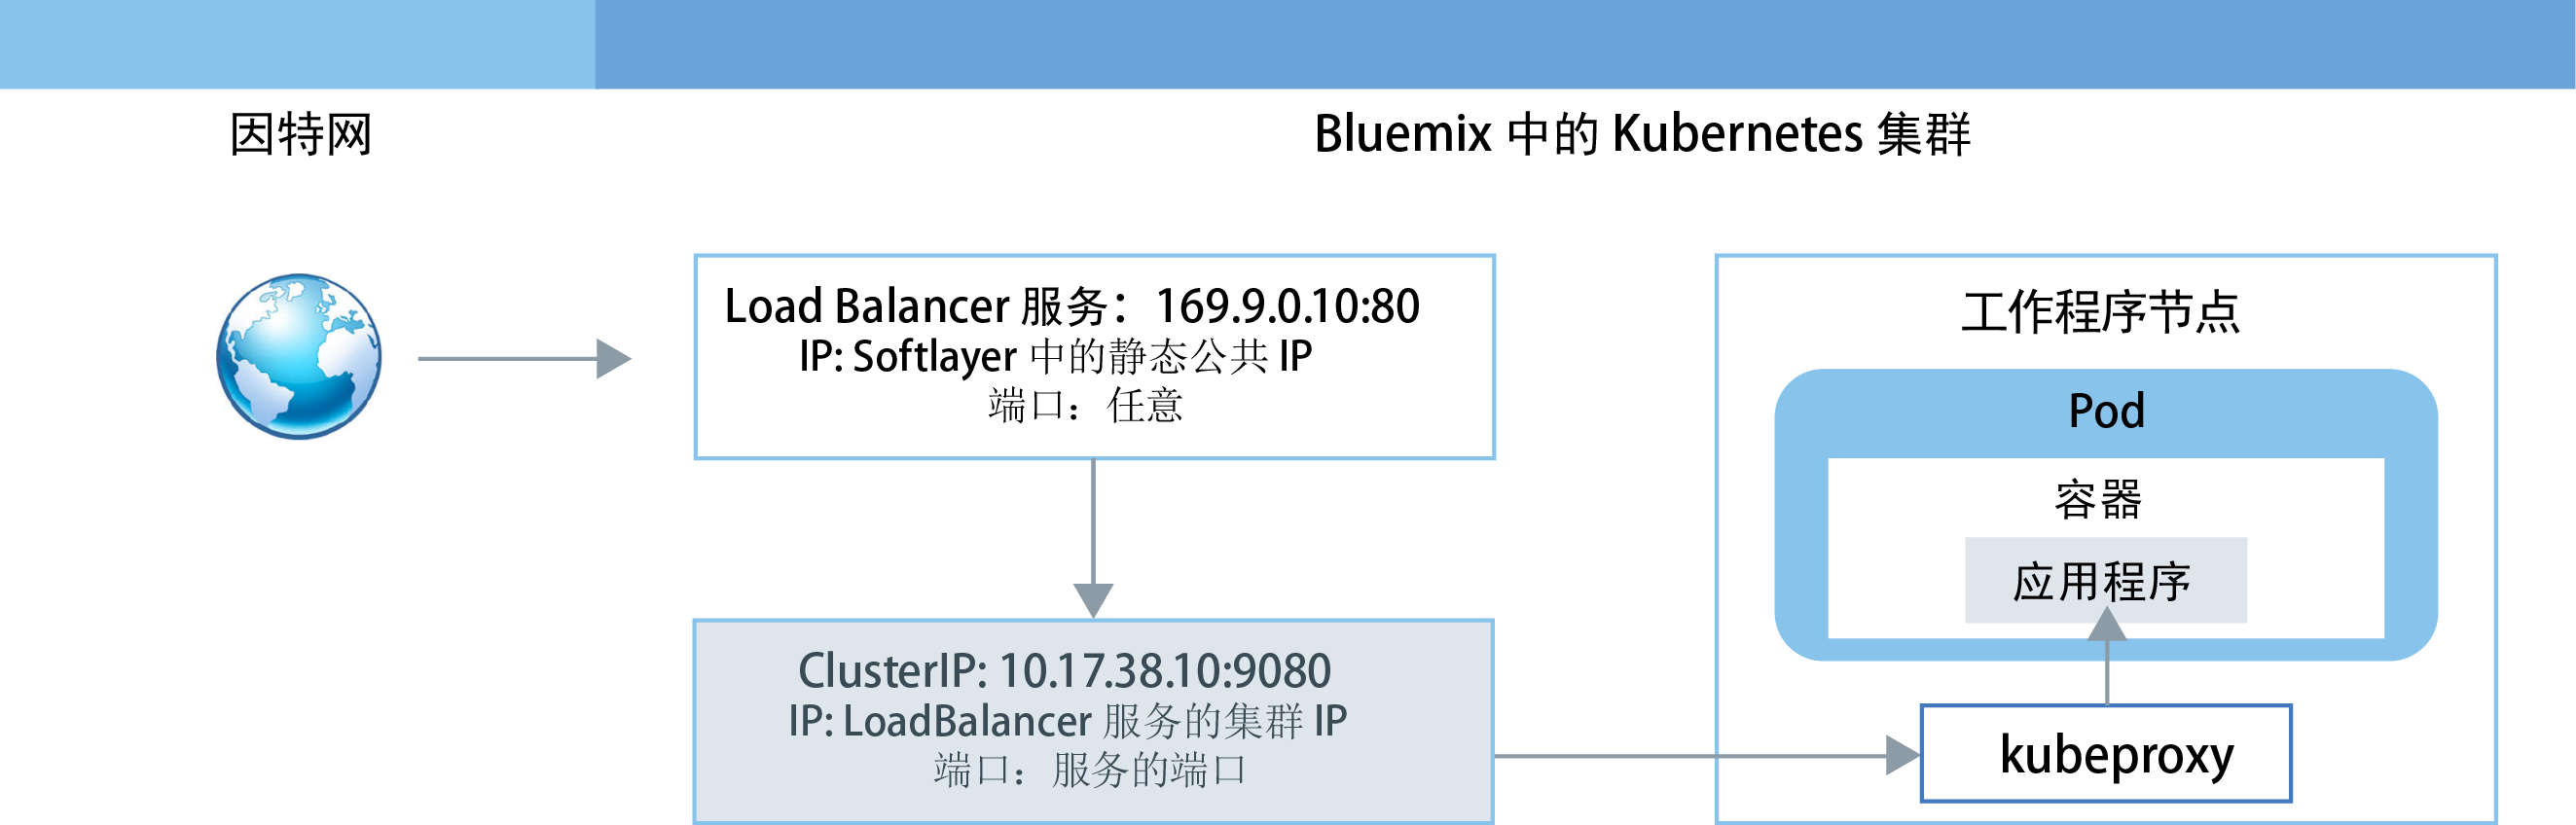 因特网
Bluemix 中的 Kubernetes 集群
Load Balancer 服务：169.9.0.10:80
IP: Softlayer 中的静态公共 IP
端口：任意
ClusterIP: 10.17.38.10:9080
IP: LoadBalancer 服务的集群 IP
端口：服务的端口
工作程序节点
Pod
容器
应用程序
kubeproxy